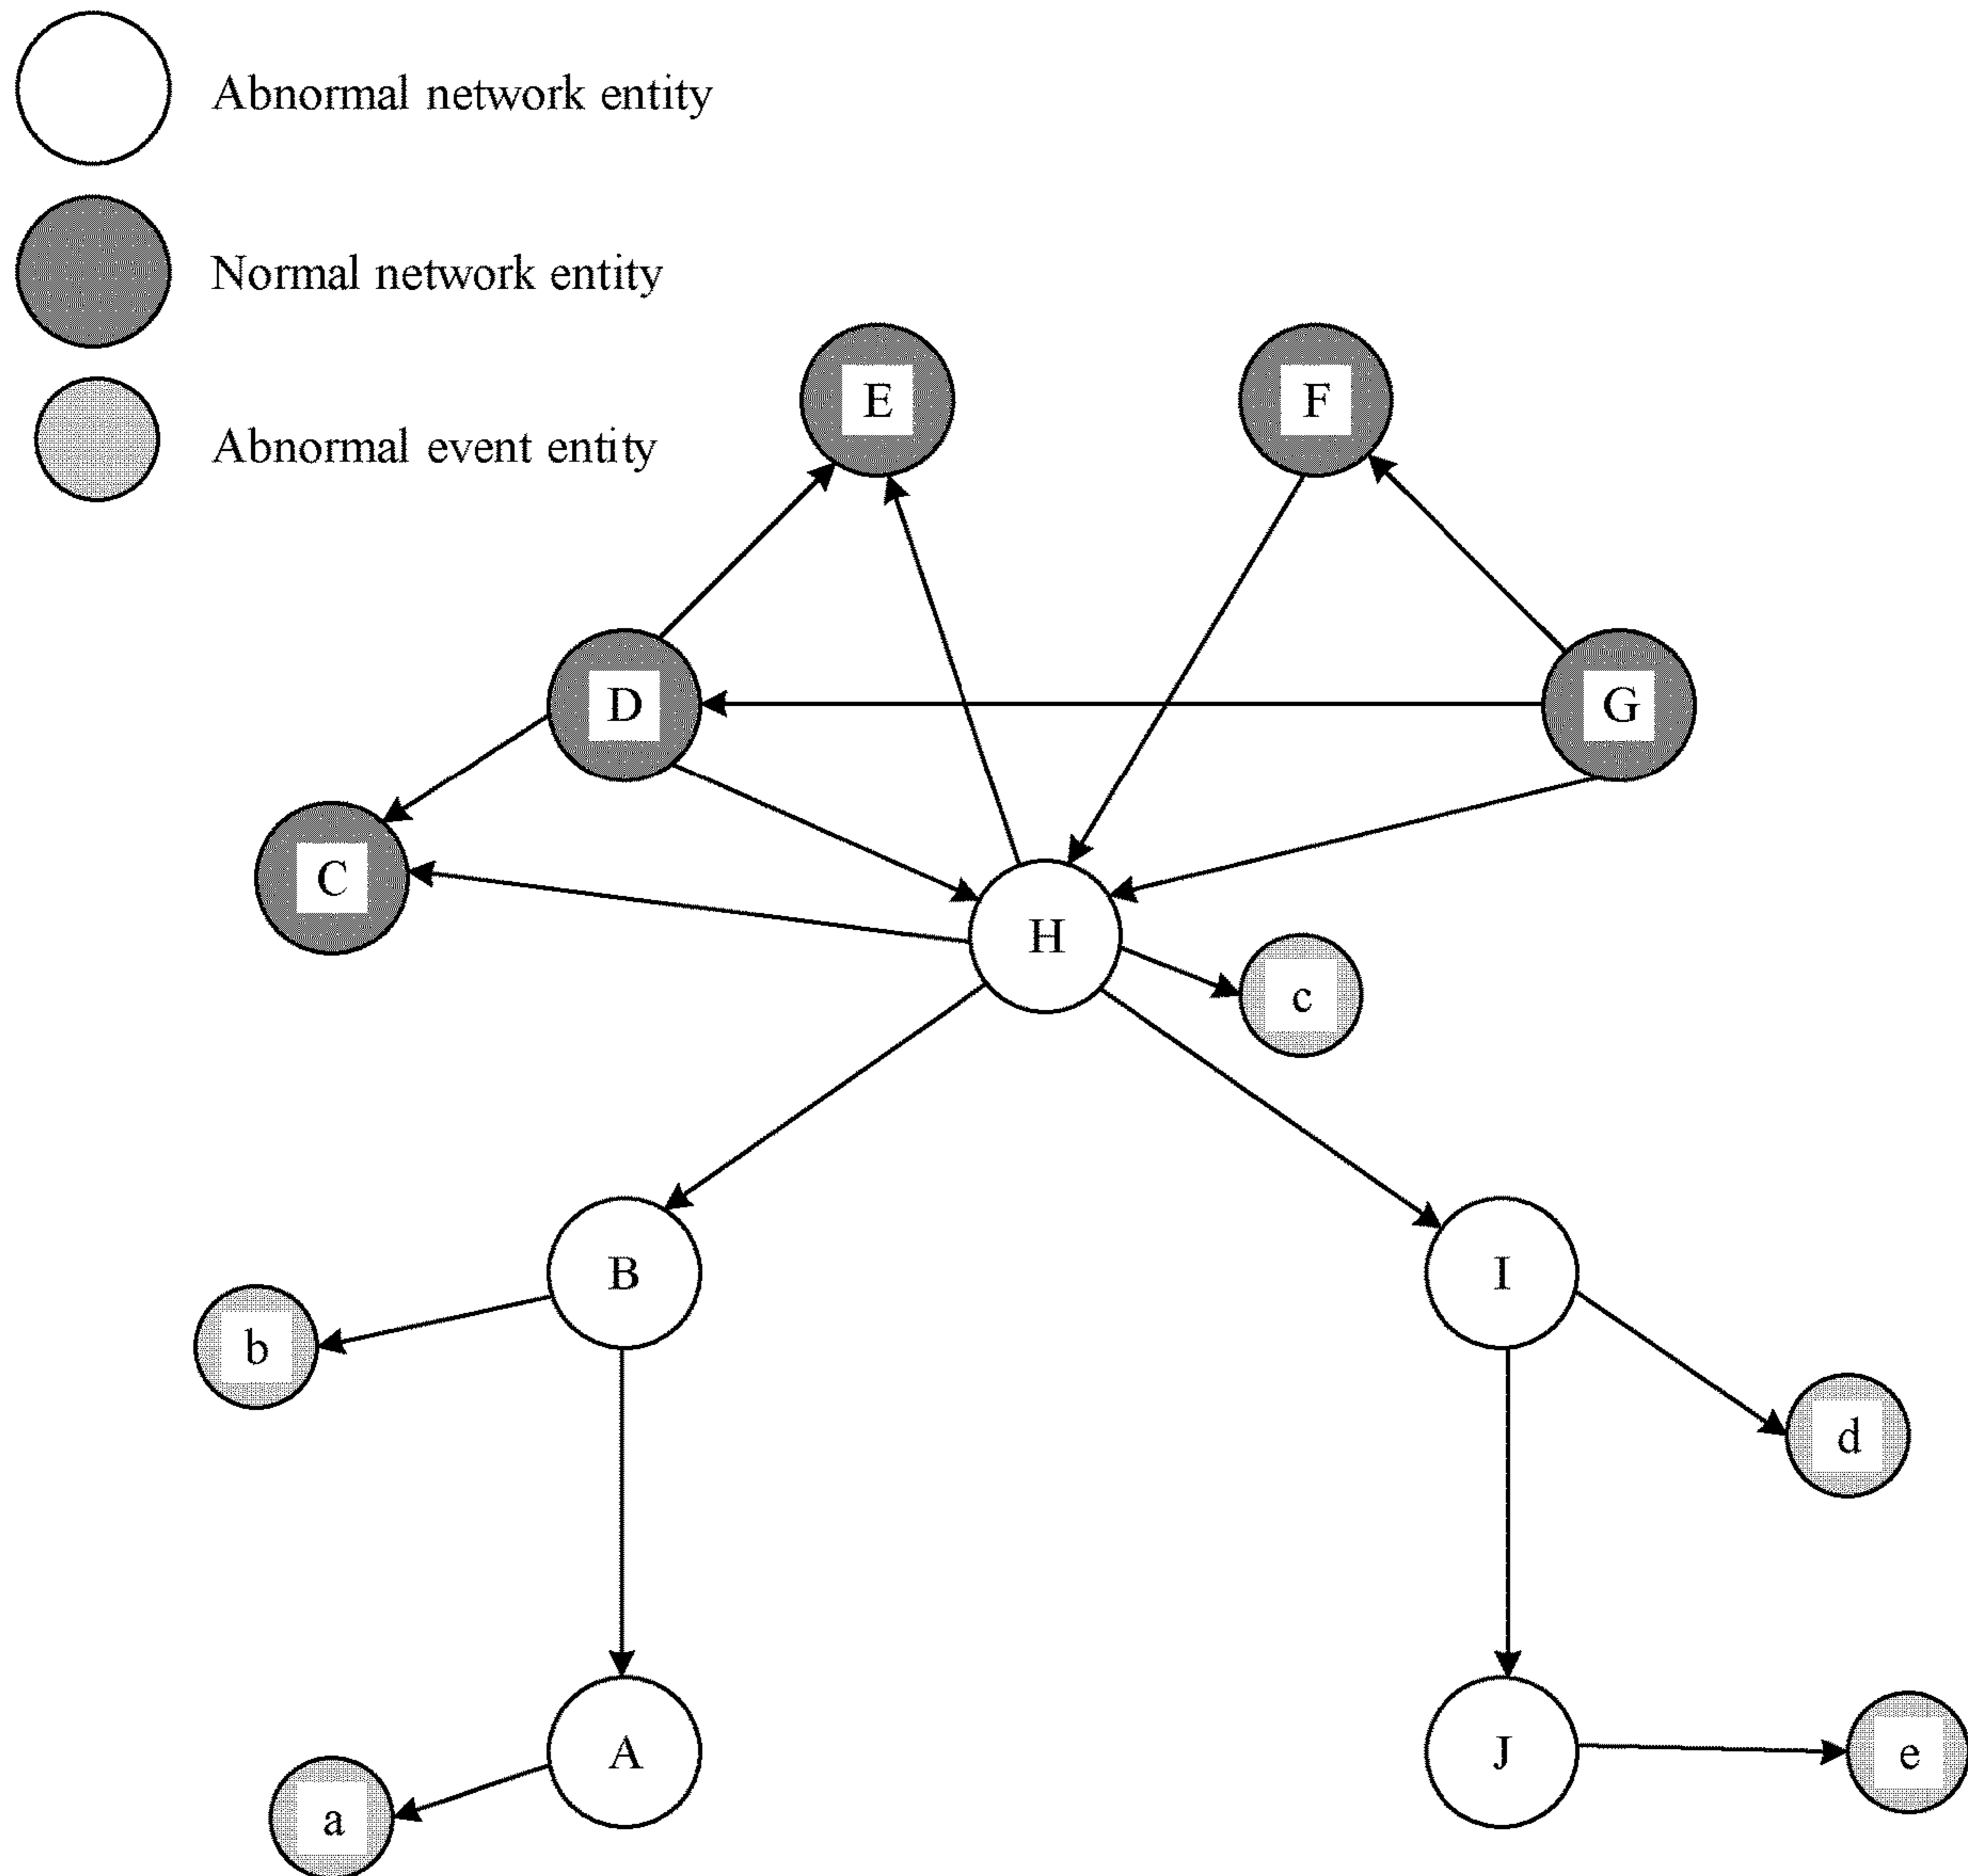 Abnormal network entity
Normal network entity
Abnormal event entity
E
F
D
G
C
H
c
B
I
b
d
A
J
e
a